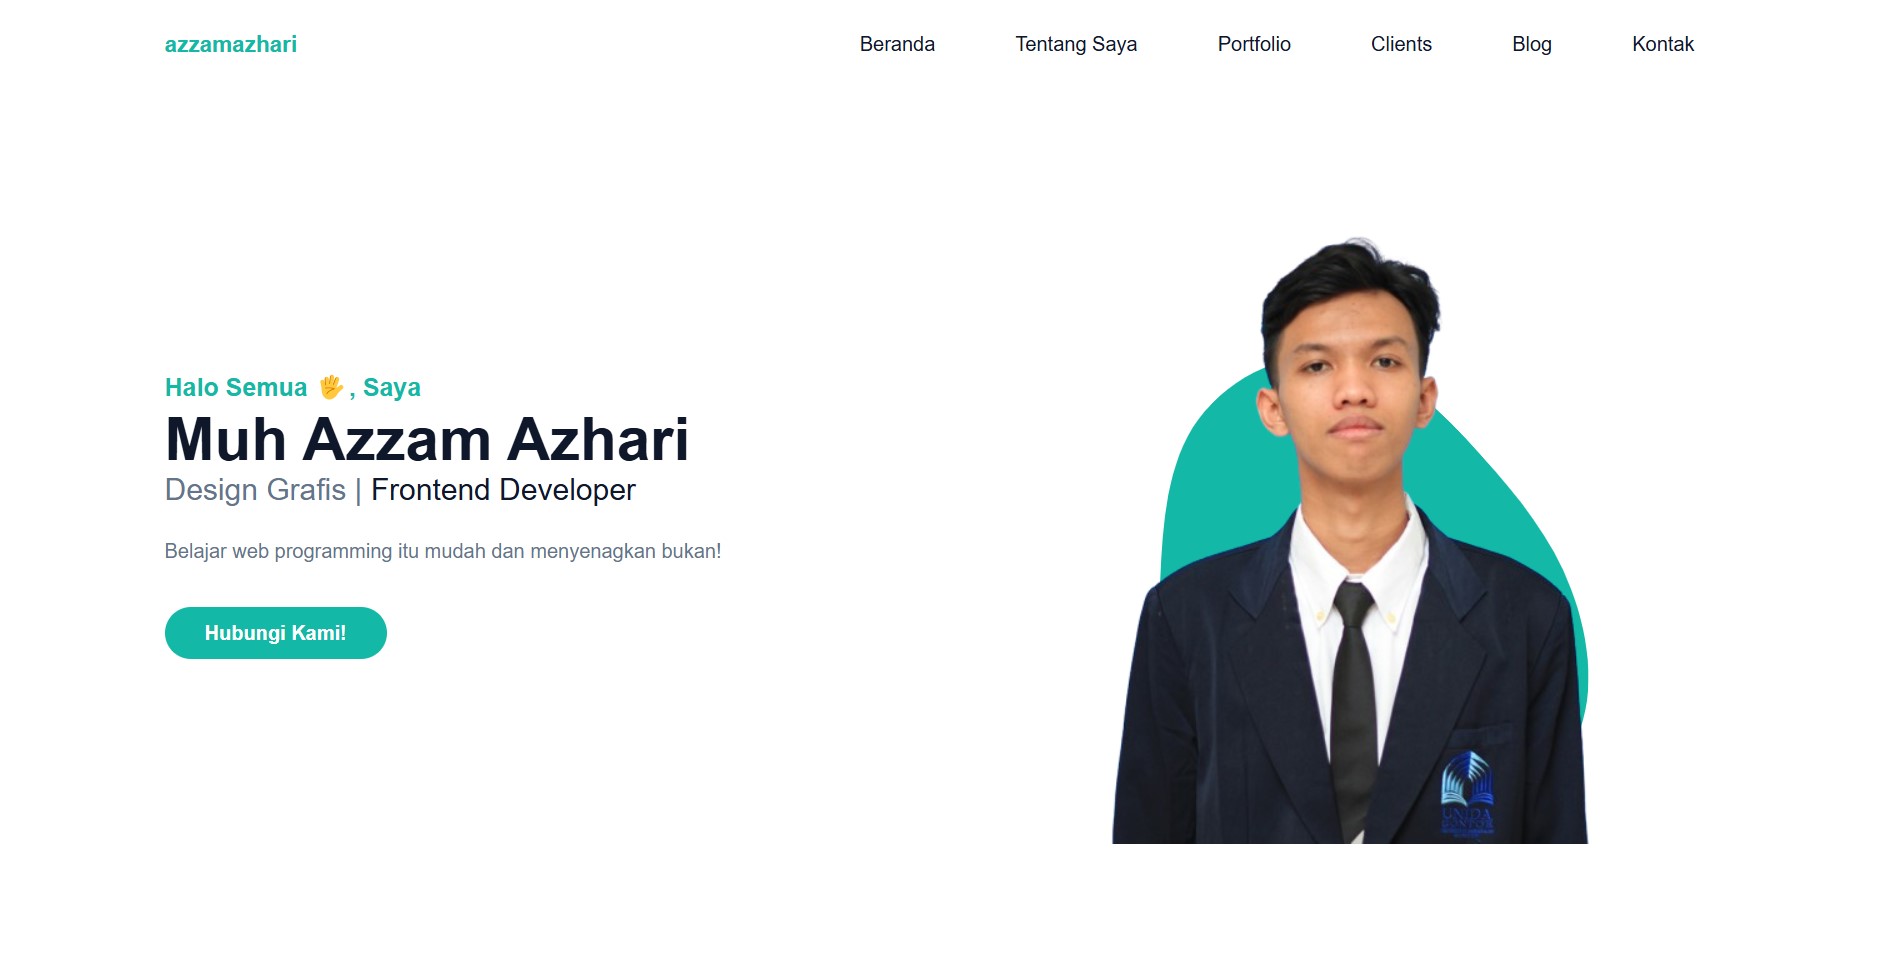 azzamazhari
Beranda Tentang Saya Portfolio Clients Blog Kontak
Halo Semua 🖐, Saya
Muh Azzam Azhari
Design Grafis | Frontend Developer
Belajar web programming itu mudah dan menyenagkan bukan!
Hubungi Kami!
UNIDA
GONTOR